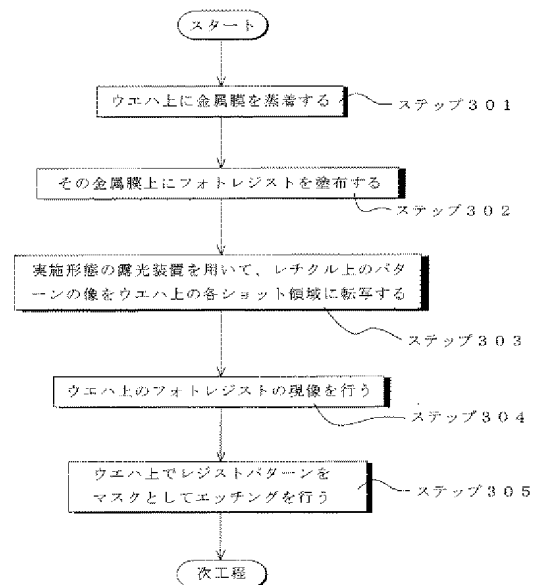 スタート
ウエハ上に金属膜を蒸着する
ステップ301
その金属膜上にフォトレジストを塗布する
ステップ302
実施形態の露光装置を用いて、レチクル上のパタ
ーンの像をウエハ上の各ショット領域に転写する
ステップ303
ウエハ上のフォトレジストの現像を行う
ステップ304
ウエハ上でレジストパターンを
マスクとしてエッチングを行う
ステップ305
次工程